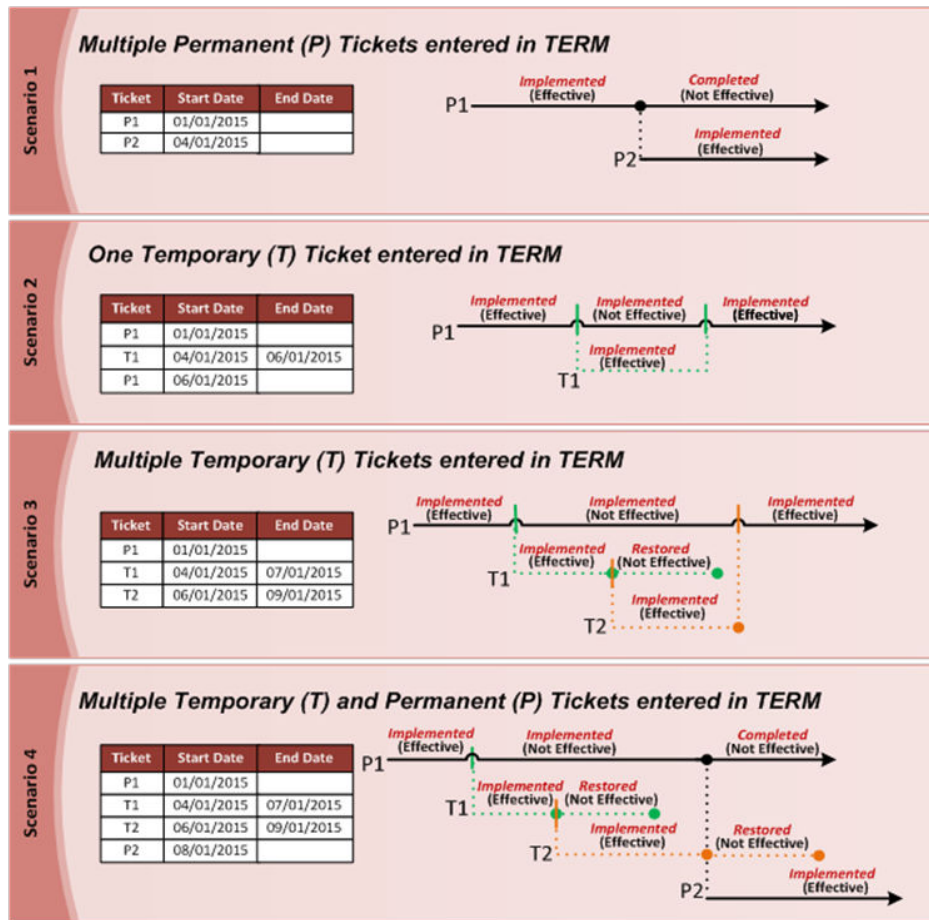 Scenario 1
Multiple Permanent (P) Tickets entered in TERM
Ticket Start Date End Date
P1 01/01/2015
P2 04/01/2015
Implemented Completed
P1 (Effective) (Not Effective)
Implemented
P2 (Effective)
Scenario 2
One Temporary (T) Ticket entered in TERM
Ticket Start Date End Date
P1 01/01/2015
T1 04/01/2015 06/01/2015
P1 06/01/2015
Implemented Implemented Implemented
P1 (Effective) (Not Effective) (Effective)
Implemented
(Effective)
T1
Scenario 3
Multiple Temporary (T) Tickets entered in TERM
Ticket Start Date End Date
P1 01/01/2015
T1 04/01/2015 07/01/2015
T2 06/01/2015 09/01/2015
Implemented Implemented Implemented
P1 (Effective) (Not Effective) (Effective)
Implemented Restored
T1 (Effective) (Not Effective)
Implemented
T2 (Effective)
Scenario 4
Multiple Temporary (T) and Permanent (P) Tickets entered in TERM
Ticket Start Date End Date
P1 01/01/2015
T1 04/01/2015 07/01/2015
T2 06/01/2015 09/01/2015
P2 08/01/2015
Implemented Implemented Completed
P1 (Effective) (Not Effective) (Not Effective)
Implemented Restored
T1 (Effective) (Not Effective)
Implemented Restored
T2 (Effective) (Not Effective)
Implemented
P2 (Effective)